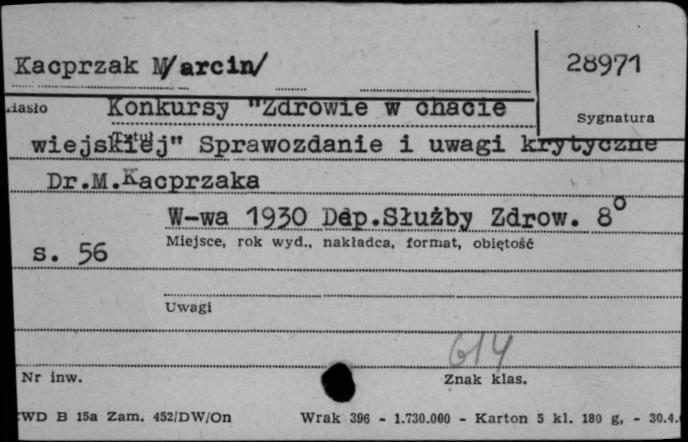 Kacprzak M/arcin/
28971
Hasło
Konkursy "Zdrowie w chacie
Sygnatura
Tytuł
wiejskiej" Sprawozdanie i uwagi krytyczne
Dr.M.Kacprzaka
W-wa 1930 Dep.Służby Zdrow. 8°
Miejsce, rok wyd., nakładca, format, objętość
s. 56
Uwagi
614
Nr inw.
Znak klas.
WD B 15a Zam. 452/DW/On
Wrak 396 - 1.730.000 - Karton 5 kl. 180 g. - 30.4.